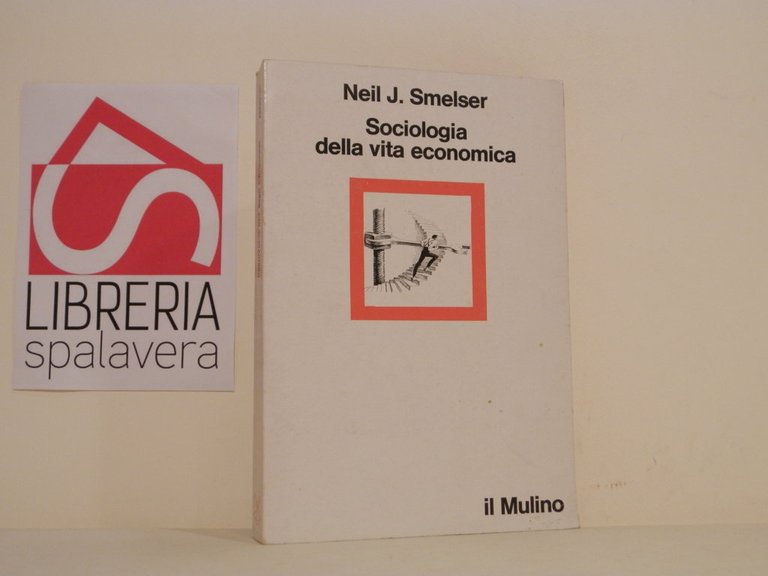 LIBRERIA
spalavera
Neil J. Smelser
Sociologia
della vita economica
il Mulino